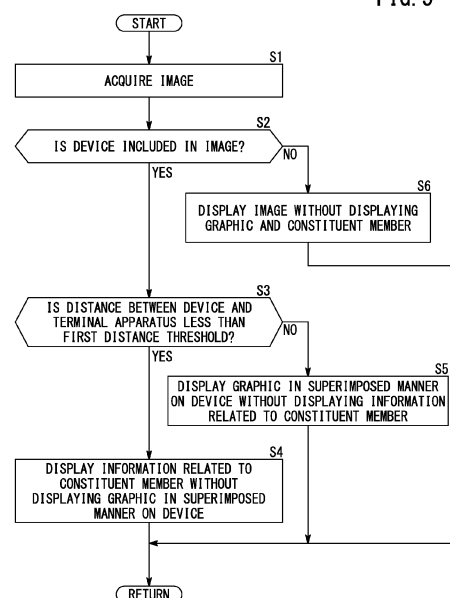 START
S1
ACQUIRE IMAGE
S2
IS DEVICE INCLUDED IN IMAGE?
NO
YES
S6
DISPLAY IMAGE WITHOUT DISPLAYING
GRAPHIC AND CONSTITUENT MEMBER
S3
IS DISTANCE BETWEEN DEVICE AND
TERMINAL APPARATUS LESS THAN
FIRST DISTANCE THRESHOLD?
NO
YES
S5
DISPLAY GRAPHIC IN SUPERIMPOSED MANNER
ON DEVICE WITHOUT DISPLAYING INFORMATION
RELATED TO CONSTITUENT MEMBER
S4
DISPLAY INFORMATION RELATED TO
CONSTITUENT MEMBER WITHOUT
DISPLAYING GRAPHIC IN SUPERIMPOSED
MANNER ON DEVICE
RETURN